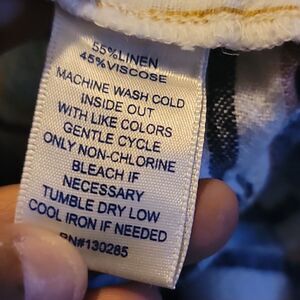 55%LINEN
45%VISCOSE
MACHINE WASH COLD
INSIDE OUT
WITH LIKE COLORS
GENTLE CYCLE
ONLY NON-CHLORINE
BLEACH IF
NECESSARY
TUMBLE DRY LOW
COOL IRON IF NEEDED
RN#130285